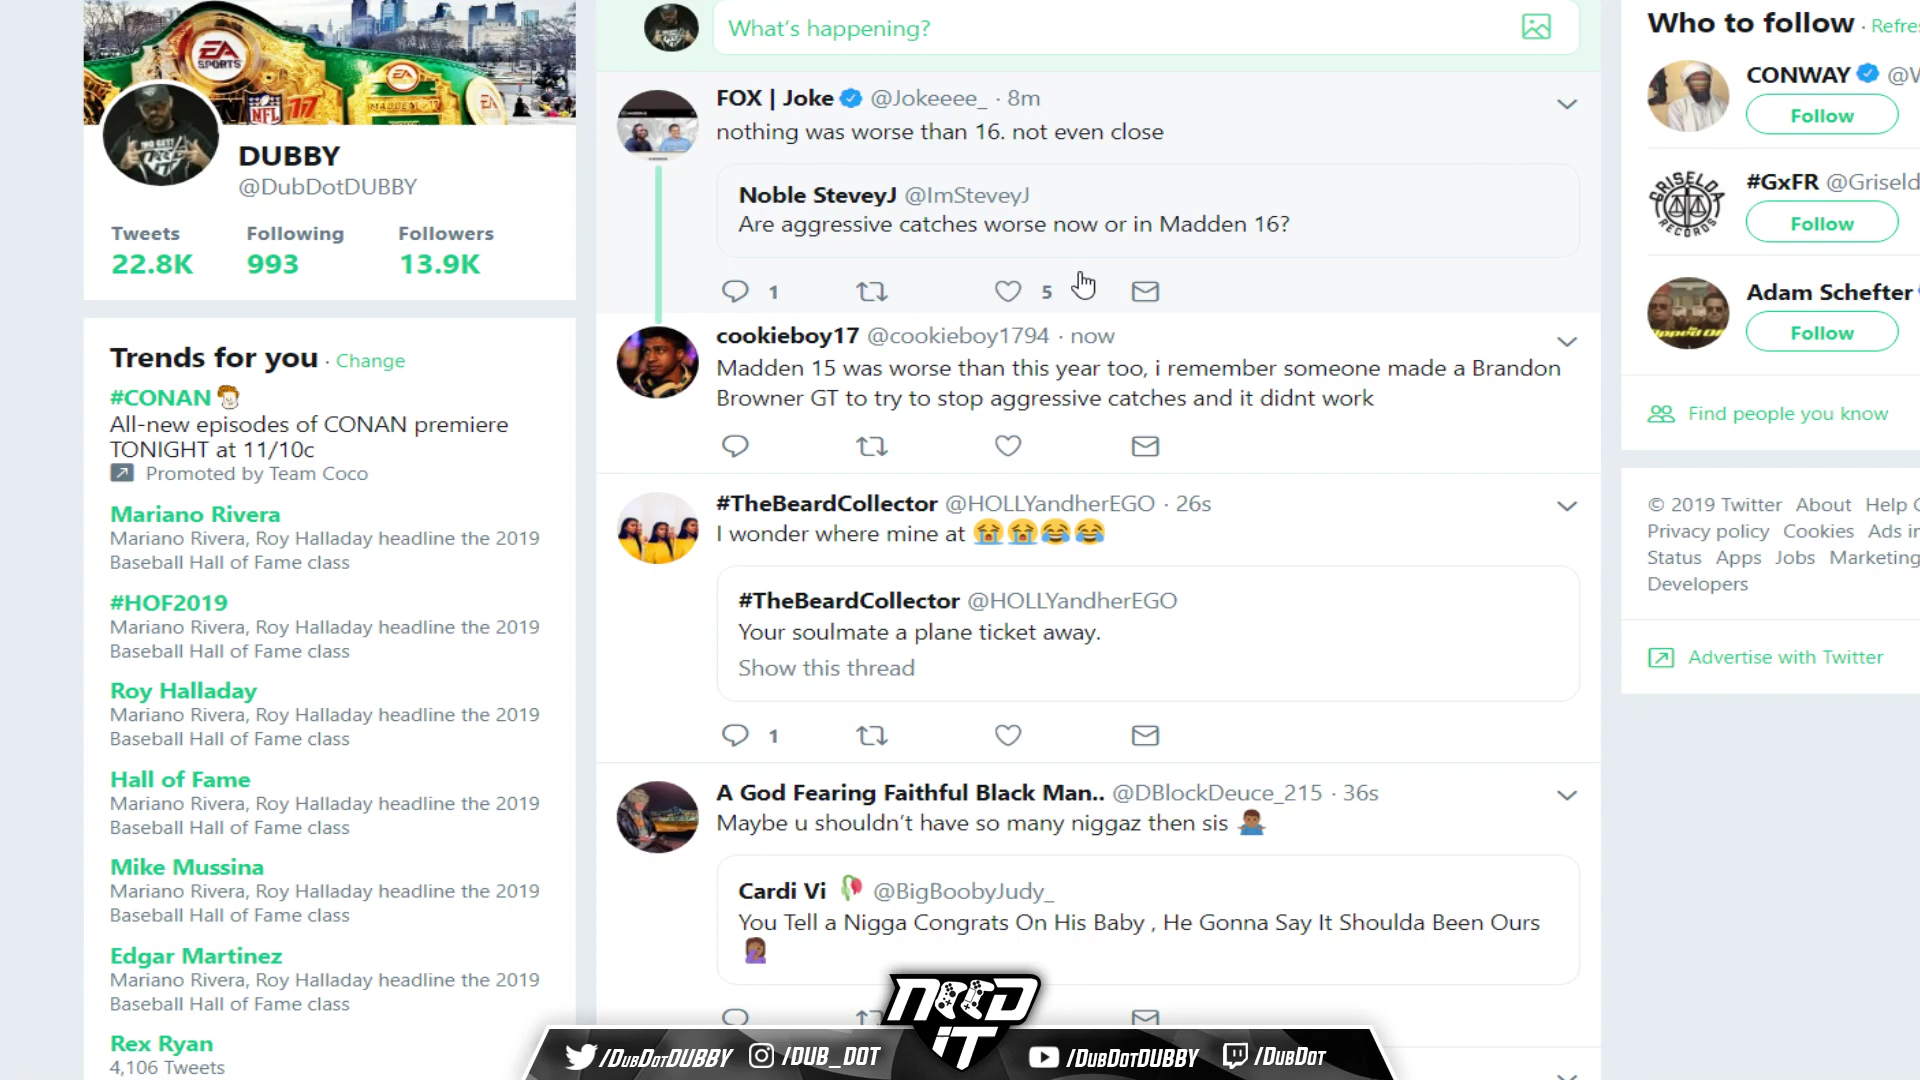 EA
SPORTS
EA
NFL
17
MADDEN 17
DUBBY
@DubDotDUBBY
Tweets Following Followers
22.8K 993 13.9K
Trends for you · Change
#CONAN
All-new episodes of CONAN premiere
TONIGHT at 11/10c
Promoted by Team Coco
Mariano Rivera
Mariano Rivera, Roy Halladay headline the 2019
Baseball Hall of Fame class
#HOF2019
Mariano Rivera, Roy Halladay headline the 2019
Baseball Hall of Fame class
Roy Halladay
Mariano Rivera, Roy Halladay headline the 2019
Baseball Hall of Fame class
Hall of Fame
Mariano Rivera, Roy Halladay headline the 2019
Baseball Hall of Fame class
Mike Mussina
Mariano Rivera, Roy Halladay headline the 2019
Baseball Hall of Fame class
Edgar Martinez
Mariano Rivera, Roy Halladay headline the 2019
Baseball Hall of Fame class
Rex Ryan
4,106 Tweets
What's happening?
FOX | Joke @Jokeeee_ · 8m
nothing was worse than 16. not even close
Noble SteveyJ @ImSteveyJ
Are aggressive catches worse now or in Madden 16?
1 5
cookieboy17 @cookieboy1794 · now
Madden 15 was worse than this year too, i remember someone made a Brandon
Browner GT to try to stop aggressive catches and it didnt work
#TheBeardCollector @HOLLYandherEGO · 26s
I wonder where mine at 😭😭😂😂
#TheBeardCollector @HOLLYandherEGO
Your soulmate a plane ticket away.
Show this thread
1
A God Fearing Faithful Black Man.. @DBlockDeuce_215 · 36s
Maybe u shouldn't have so many niggaz then sis 🤷🏾‍♂️
Cardi Vi 🥀 @BigBoobyJudy_
You Tell a Nigga Congrats On His Baby , He Gonna Say It Shoulda Been Ours
🤦🏾‍♀️
Who to follow · Refre
CONWAY @V
Follow
GRISELDA
RECORDS
#GxFR @Griseld
Follow
Adam Schefter
Follow
Find people you know
© 2019 Twitter About Help C
Privacy policy Cookies Ads in
Status Apps Jobs Marketing
Developers
Advertise with Twitter
IT
/DubDotDUBBY /DUB_DOT /DubDotDUBBY /DubDot